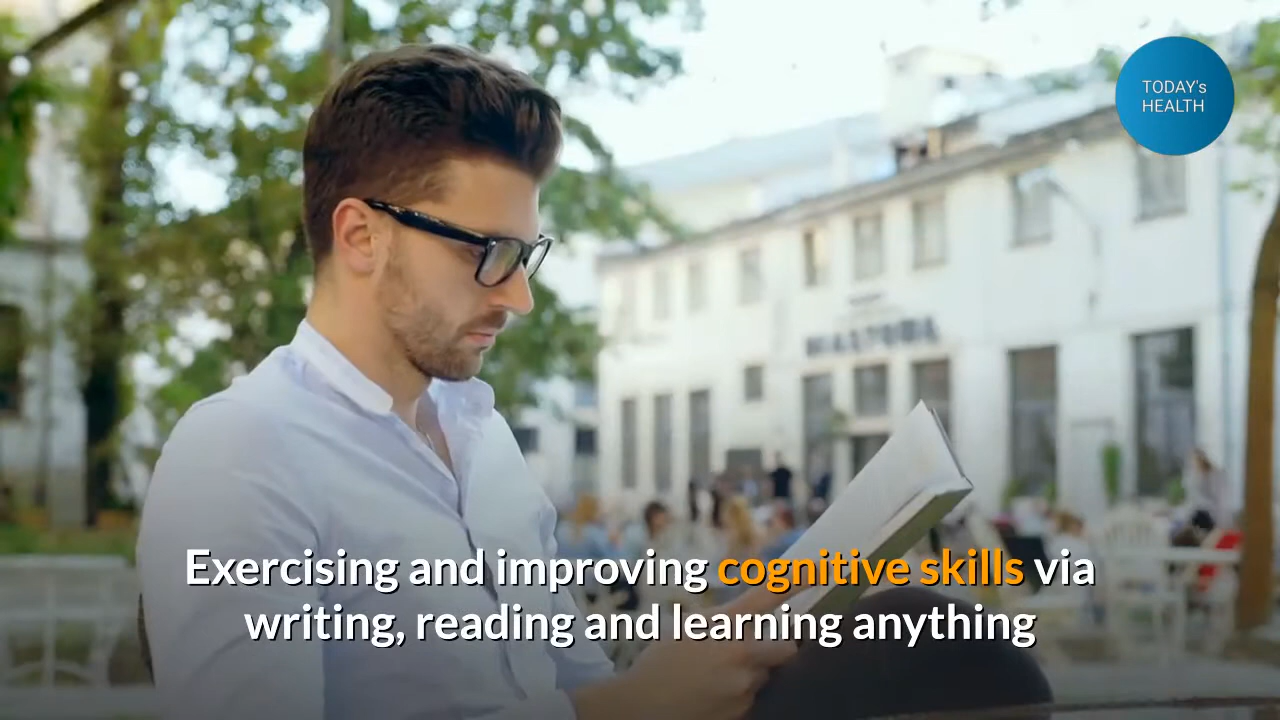 TODAY's
HEALTH
Exercising and improving cognitive skills via
writing, reading and learning anything